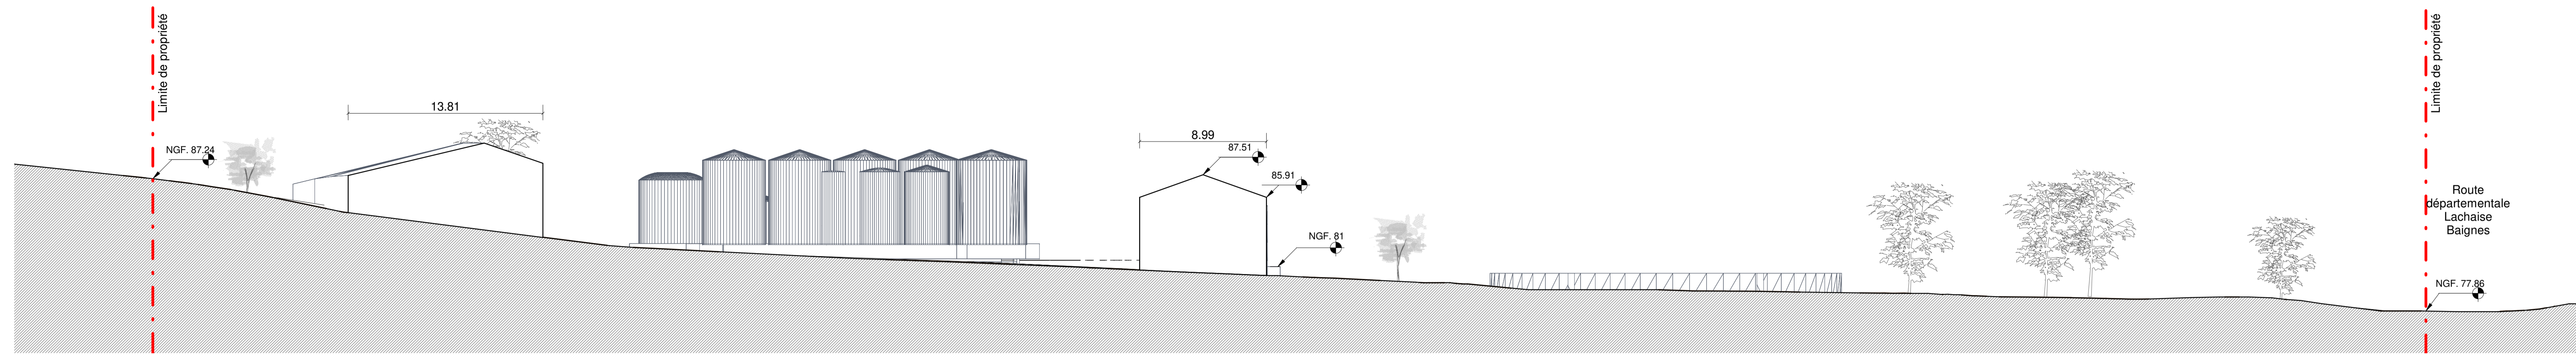 Limite de propriété
NGF. 87.24
13.81
8.99
87.51
85.91
NGF. 81
Limite de propriété
Route
départementale
Lachaise
Baignes
NGF. 77.86